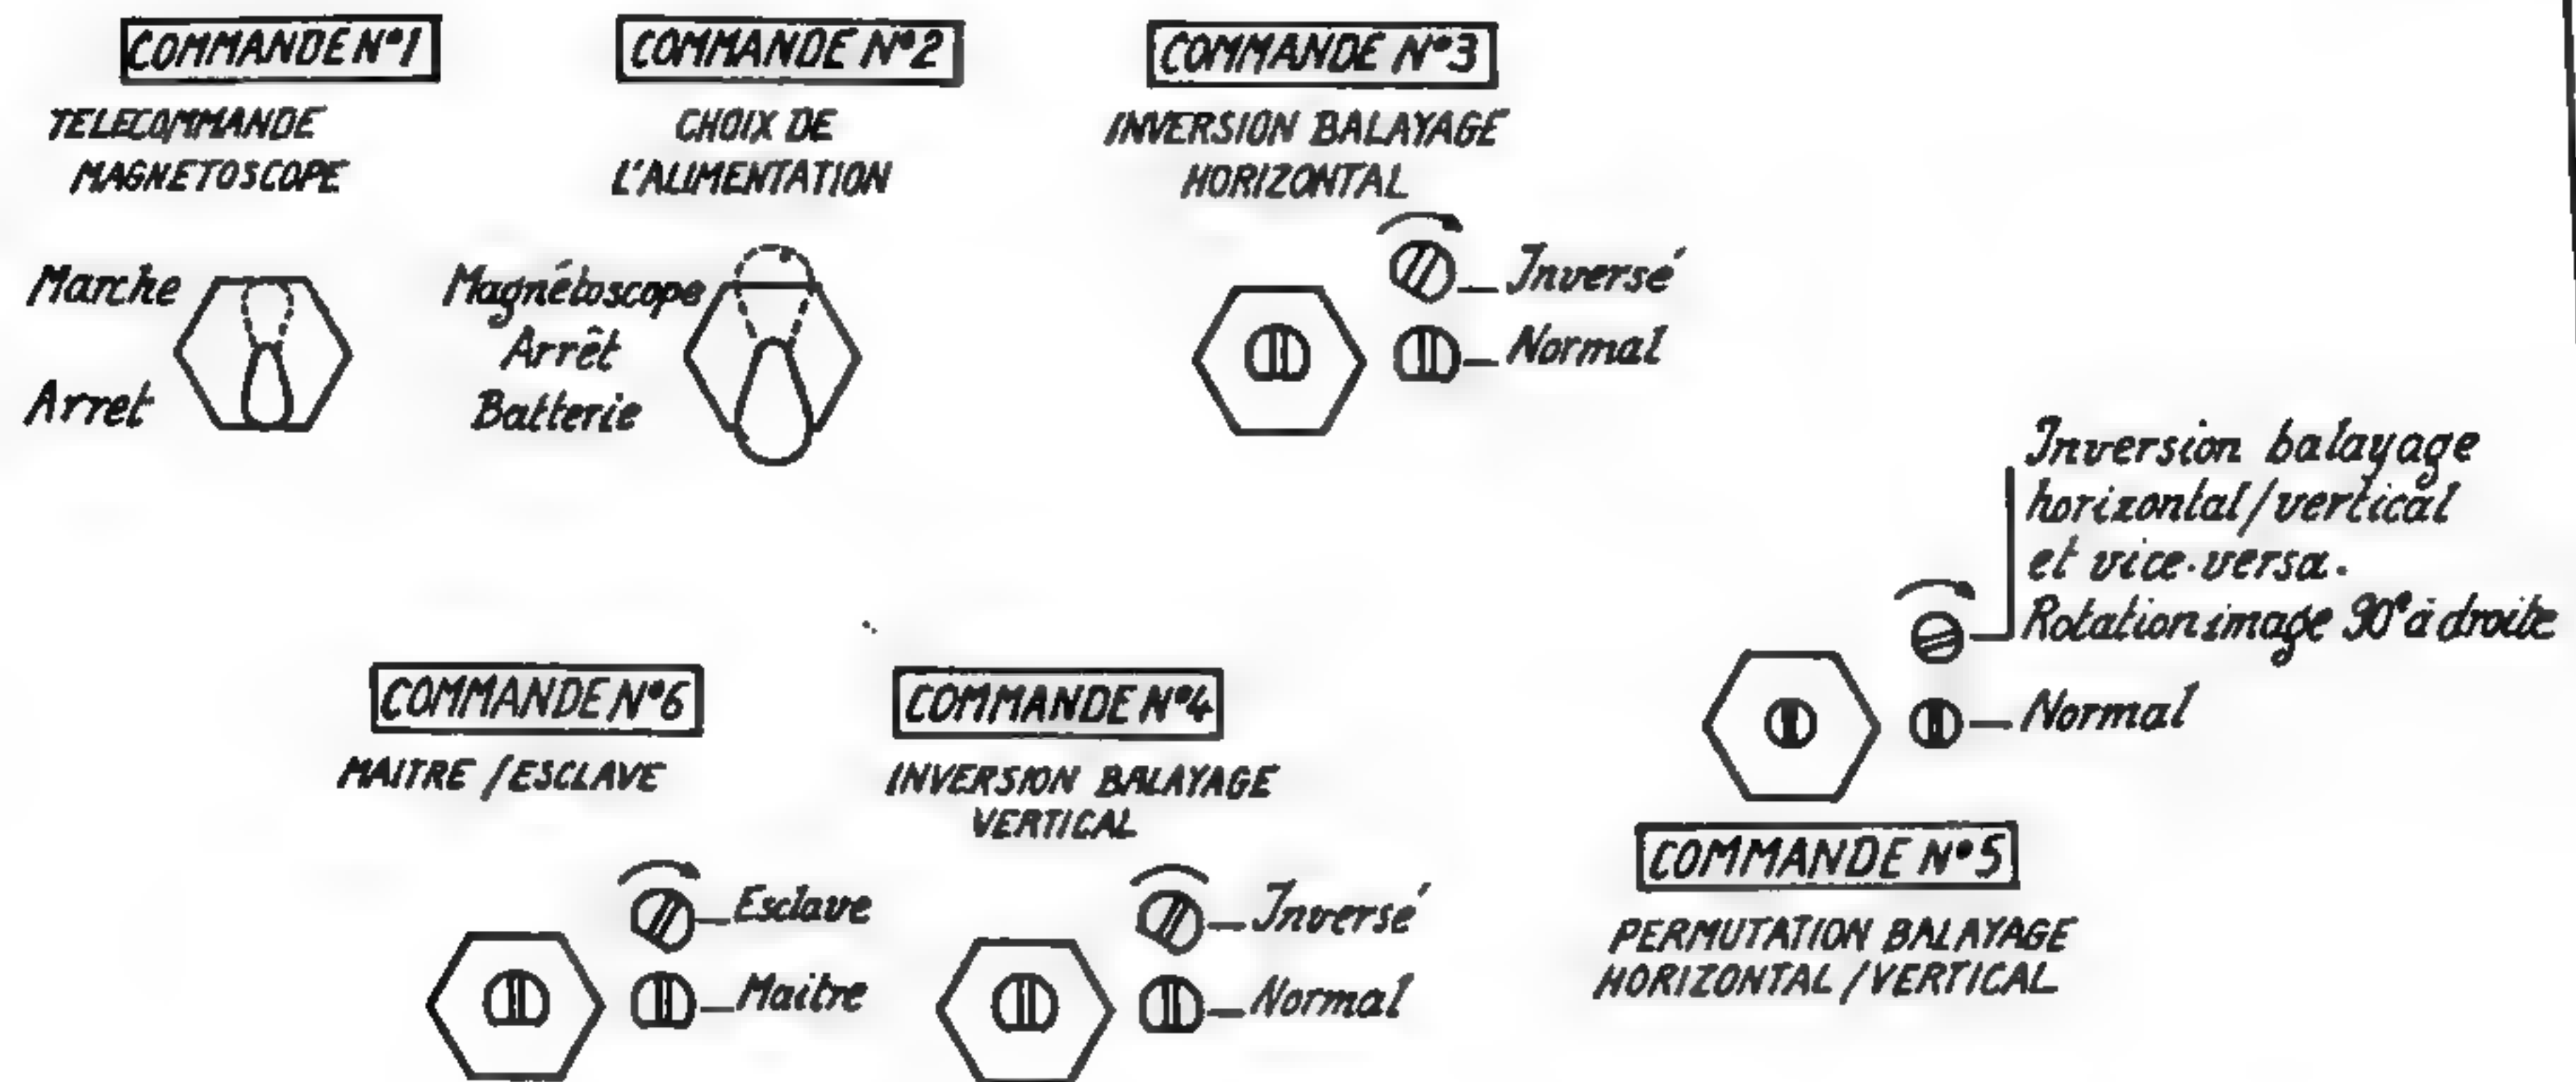 COMMANDE N°1
TELECOMMANDE
MAGNETOSCOPE
Marche
Arret
COMMANDE N°2
CHOIX DE
L'ALIMENTATION
Magnétoscope
Arrêt
Batterie
COMMANDE N°3
INVERSION BALAYAGE
HORIZONTAL
Inversé
Normal
Inversion balayage
horizontal/vertical
et vice-versa.
Rotation image 90° à droite
Normal
COMMANDE N°5
PERMUTATION BALAYAGE
HORIZONTAL/VERTICAL
COMMANDE N°6
MAITRE/ESCLAVE
Esclave
Maitre
COMMANDE N°4
INVERSION BALAYAGE
VERTICAL
Inversé
Normal